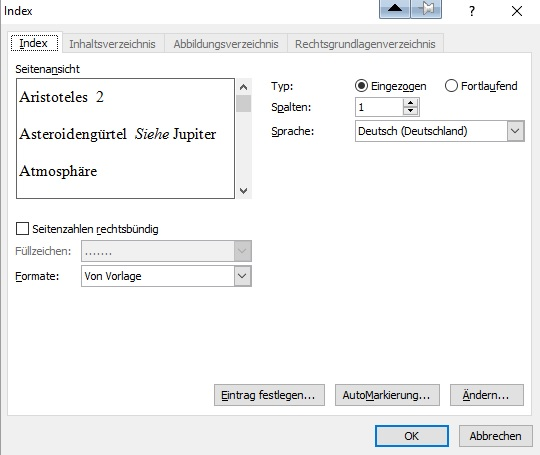 Index
?
Index Inhaltsverzeichnis Abbildungsverzeichnis Rechtsgrundlagenverzeichnis
Seitenansicht
Aristoteles 2
Asteroidengürtel Siehe Jupiter
Atmosphäre
Typ: Eingezogen Fortlaufend
Spalten: 1
Sprache: Deutsch (Deutschland)
Seitenzahlen rechtsbündig
Füllzeichen: .......
Formate: Von Vorlage
Eintrag festlegen... AutoMarkierung... Ändern...
OK Abbrechen